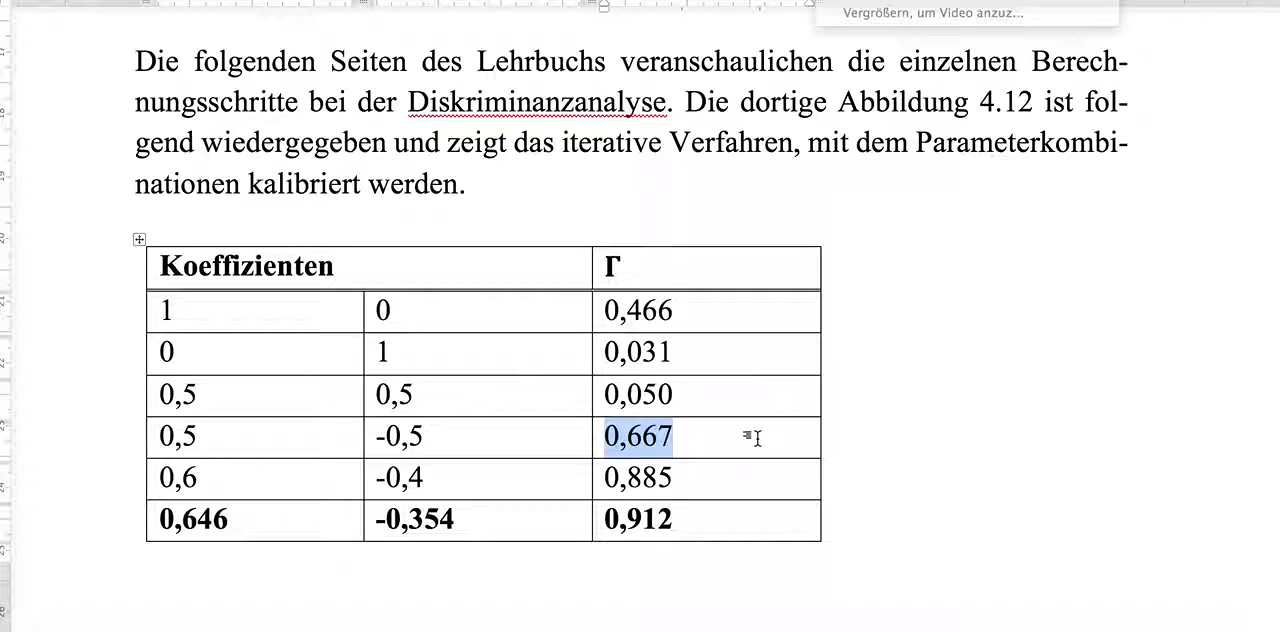 Vergrößern, um Video anzuz...
Die folgenden Seiten des Lehrbuchs veranschaulichen die einzelnen Berech-
nungsschritte bei der Diskriminanzanalyse. Die dortige Abbildung 4.12 ist fol-
gend wiedergegeben und zeigt das iterative Verfahren, mit dem Parameterkombi-
nationen kalibriert werden.
Koeffizienten Γ
1 0 0,466
0 1 0,031
0,5 0,5 0,050
0,5 -0,5 0,667
0,6 -0,4 0,885
0,646 -0,354 0,912